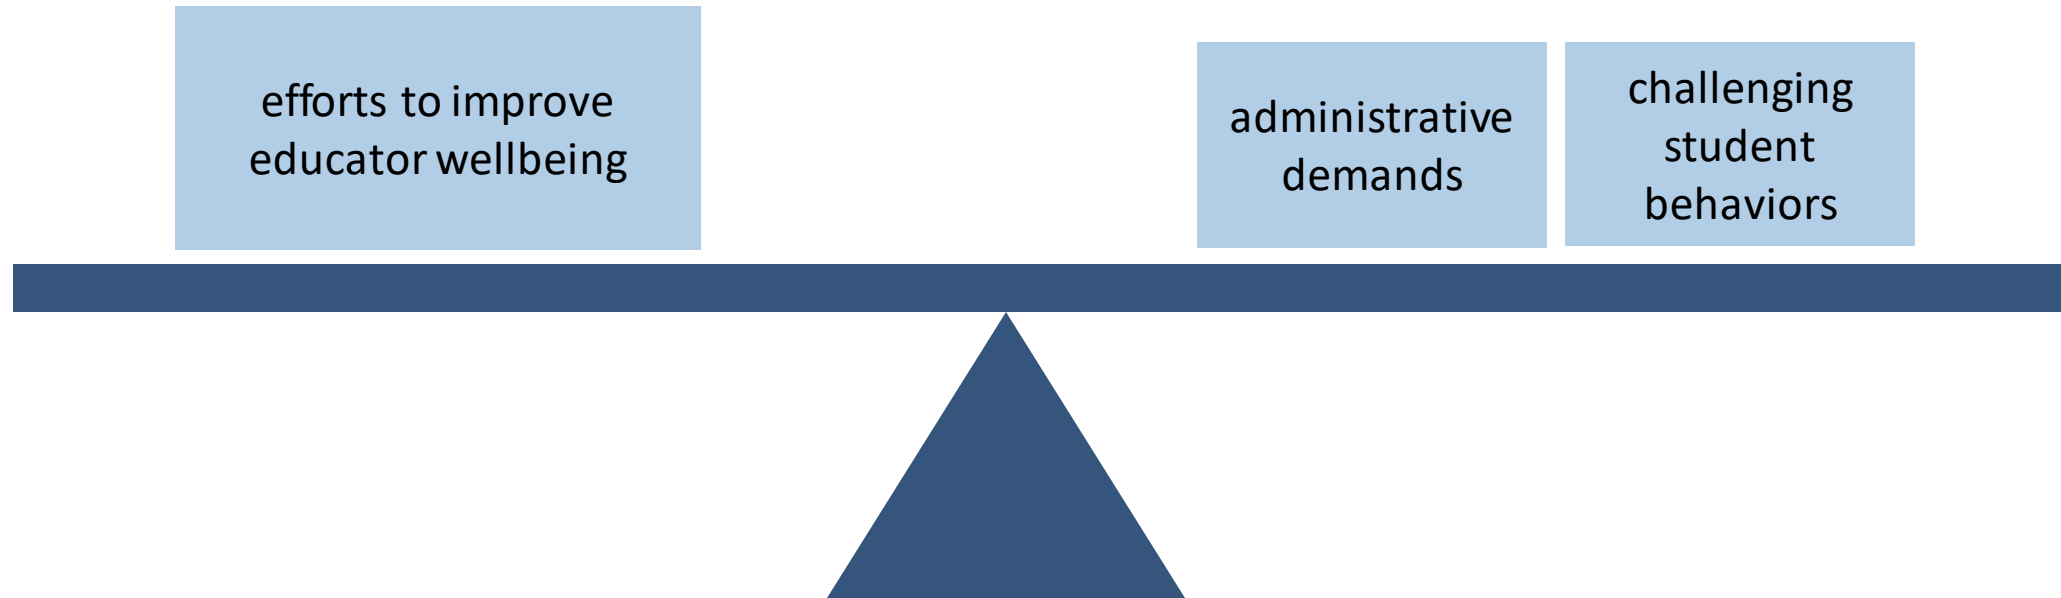 efforts to improve
educator wellbeing
administrative
demands
challenging
student
behaviors